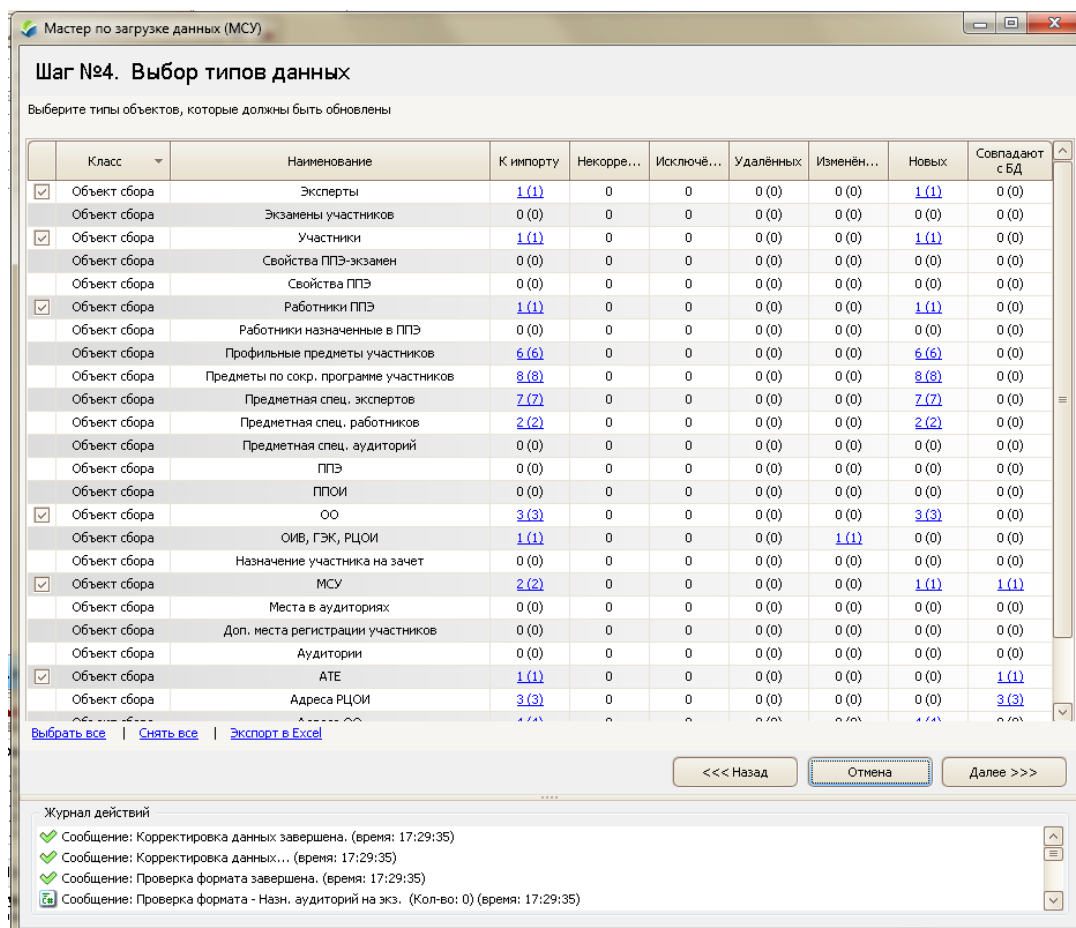 Мастер по загрузке данных (МСУ)
Шаг №4. Выбор типов данных
Выберите типы объектов, которые должны быть обновлены
Класс Наименование К импорту Некорре... Исключё... Удалённых Изменён... Новых Совпадают с БД
Объект сбора Эксперты 1 (1) 0 0 0 (0) 0 (0) 1 (1) 0 (0)
Объект сбора Экзамены участников 0 (0) 0 0 0 (0) 0 (0) 0 (0) 0 (0)
Объект сбора Участники 1 (1) 0 0 0 (0) 0 (0) 1 (1) 0 (0)
Объект сбора Свойства ППЭ-экзамен 0 (0) 0 0 0 (0) 0 (0) 0 (0) 0 (0)
Объект сбора Свойства ППЭ 0 (0) 0 0 0 (0) 0 (0) 0 (0) 0 (0)
Объект сбора Работники ППЭ 1 (1) 0 0 0 (0) 0 (0) 1 (1) 0 (0)
Объект сбора Работники назначенные в ППЭ 0 (0) 0 0 0 (0) 0 (0) 0 (0) 0 (0)
Объект сбора Профильные предметы участников 6 (6) 0 0 0 (0) 0 (0) 6 (6) 0 (0)
Объект сбора Предметы по сокр. программе участников 8 (8) 0 0 0 (0) 0 (0) 8 (8) 0 (0)
Объект сбора Предметная спец. экспертов 7 (7) 0 0 0 (0) 0 (0) 7 (7) 0 (0)
Объект сбора Предметная спец. работников 2 (2) 0 0 0 (0) 0 (0) 2 (2) 0 (0)
Объект сбора Предметная спец. аудиторий 0 (0) 0 0 0 (0) 0 (0) 0 (0) 0 (0)
Объект сбора ППЭ 0 (0) 0 0 0 (0) 0 (0) 0 (0) 0 (0)
Объект сбора ППОИ 0 (0) 0 0 0 (0) 0 (0) 0 (0) 0 (0)
Объект сбора ОО 3 (3) 0 0 0 (0) 0 (0) 3 (3) 0 (0)
Объект сбора ОИВ, ГЭК, РЦОИ 1 (1) 0 0 0 (0) 1 (1) 0 (0) 0 (0)
Объект сбора Назначение участника на зачет 0 (0) 0 0 0 (0) 0 (0) 0 (0) 0 (0)
Объект сбора МСУ 2 (2) 0 0 0 (0) 0 (0) 1 (1) 1 (1)
Объект сбора Места в аудиториях 0 (0) 0 0 0 (0) 0 (0) 0 (0) 0 (0)
Объект сбора Доп. места регистрации участников 0 (0) 0 0 0 (0) 0 (0) 0 (0) 0 (0)
Объект сбора Аудитории 0 (0) 0 0 0 (0) 0 (0) 0 (0) 0 (0)
Объект сбора АТЕ 1 (1) 0 0 0 (0) 0 (0) 0 (0) 1 (1)
Объект сбора Адреса РЦОИ 3 (3) 0 0 0 (0) 0 (0) 0 (0) 3 (3)
Выбрать все | Снять все | Экспорт в Excel
<<< Назад Отмена Далее >>>
Журнал действий
Сообщение: Корректировка данных завершена. (время: 17:29:35)
Сообщение: Корректировка данных... (время: 17:29:35)
Сообщение: Проверка формата завершена. (время: 17:29:35)
Сообщение: Проверка формата - Назн. аудиторий на экз. (Кол-во: 0) (время: 17:29:35)